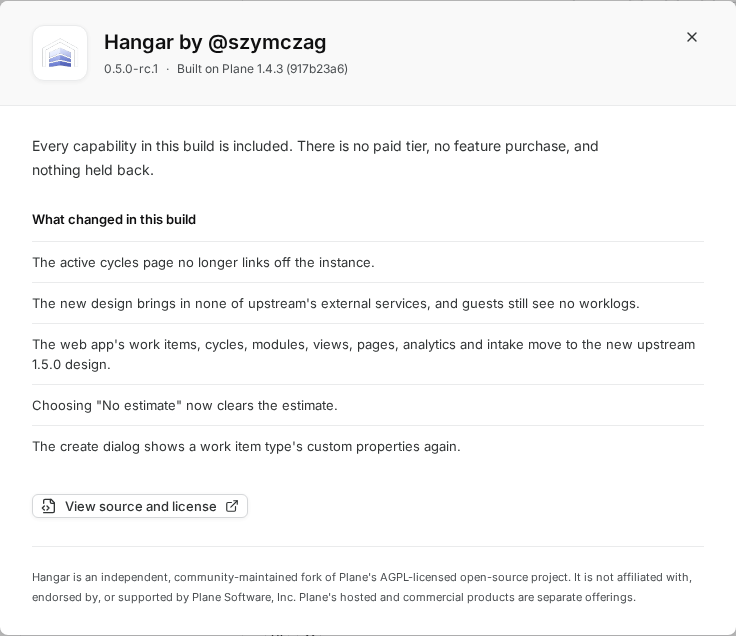 Hangar by @szymczag
0.5.0-rc.1 · Built on Plane 1.4.3 (917b23a6)
Every capability in this build is included. There is no paid tier, no feature purchase, and
nothing held back.
What changed in this build
The active cycles page no longer links off the instance.
The new design brings in none of upstream's external services, and guests still see no worklogs.
The web app's work items, cycles, modules, views, pages, analytics and intake move to the new upstream
1.5.0 design.
Choosing "No estimate" now clears the estimate.
The create dialog shows a work item type's custom properties again.
View source and license
Hangar is an independent, community-maintained fork of Plane's AGPL-licensed open-source project. It is not affiliated with,
endorsed by, or supported by Plane Software, Inc. Plane's hosted and commercial products are separate offerings.